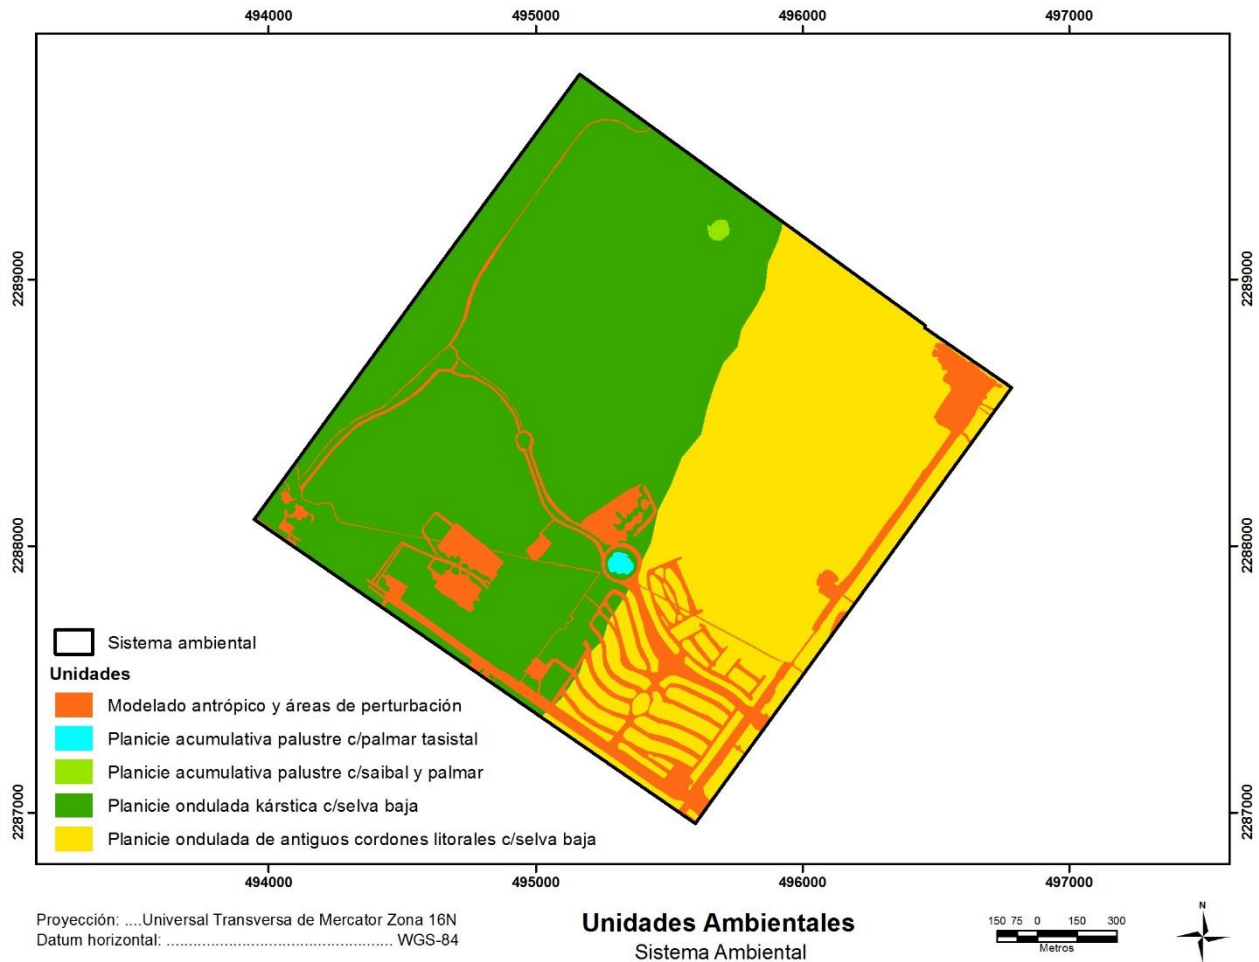 494000 495000 496000 497000
2289000 2289000
2288000 2288000
2287000 2287000
Sistema ambiental
Unidades
Modelado antrópico y áreas de perturbación
Planicie acumulativa palustre c/palmar tasistal
Planicie acumulativa palustre c/saibal y palmar
Planicie ondulada kárstica c/selva baja
Planicie ondulada de antiguos cordones litorales c/selva baja
494000 495000 496000 497000
Proyección: ....Universal Transversa de Mercator Zona 16N
Datum horizontal: ...................................................... WGS-84
Unidades Ambientales
Sistema Ambiental
150 75 0 150 300
Metros
N